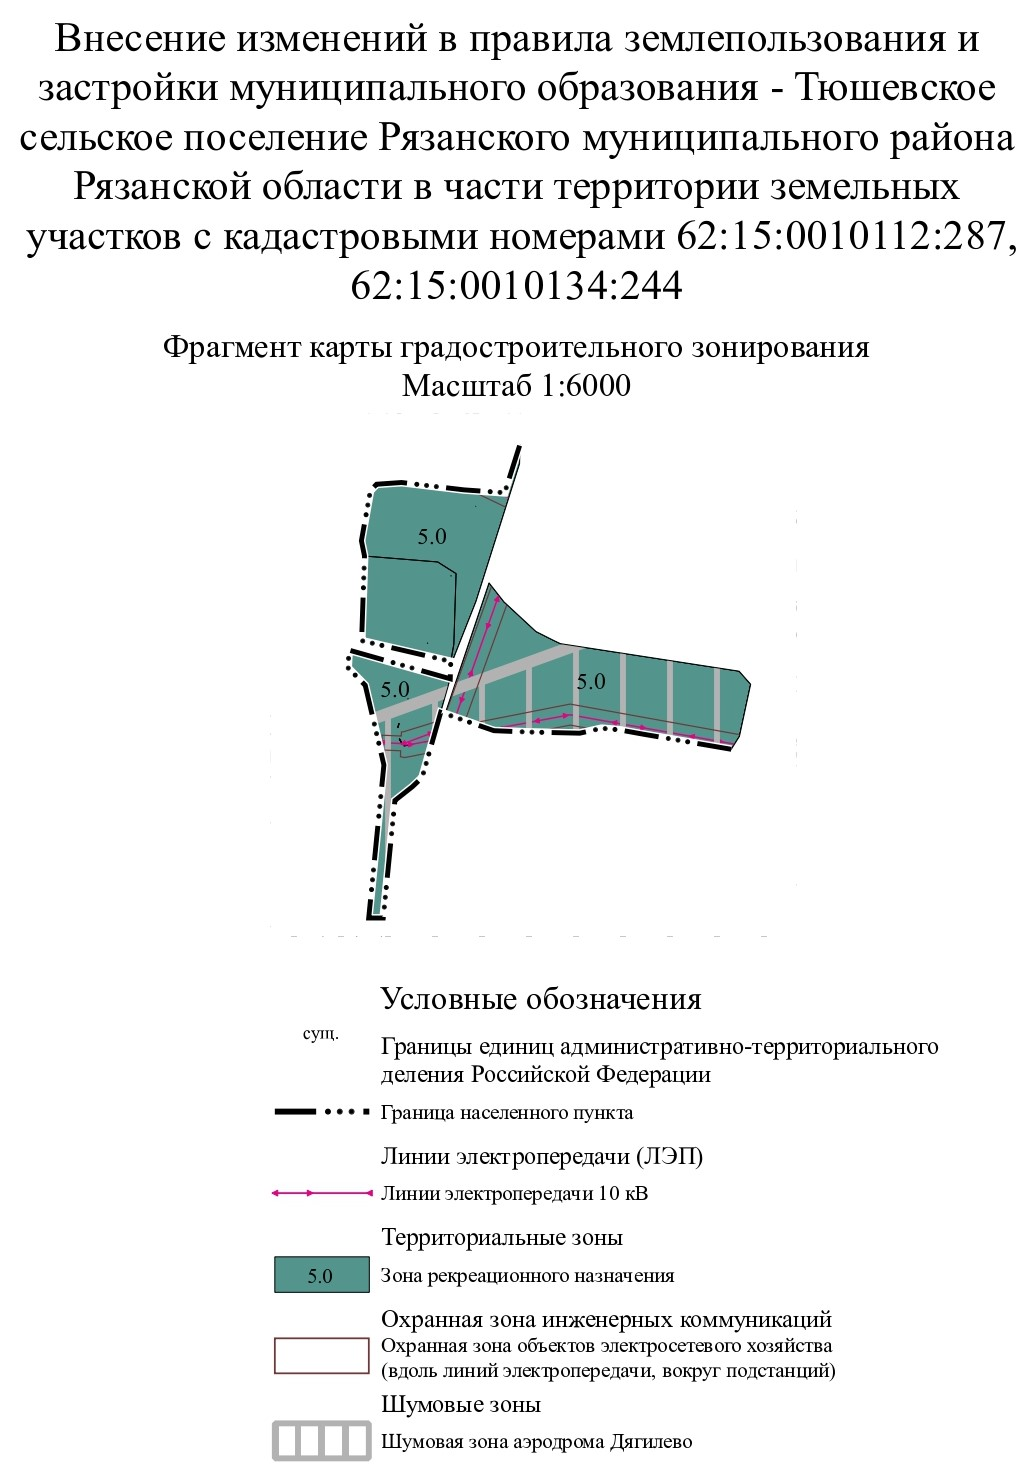 Внесение изменений в правила землепользования и
застройки муниципального образования - Тюшевское
сельское поселение Рязанского муниципального района
Рязанской области в части территории земельных
участков с кадастровыми номерами 62:15:0010112:287,
62:15:0010134:244
Фрагмент карты градостроительного зонирования
Масштаб 1:6000
5.0
5.0
5.0
Условные обозначения
сущ.
Границы единиц административно-территориального
деления Российской Федерации
Граница населенного пункта
Линии электропередачи (ЛЭП)
Линии электропередачи 10 кВ
Территориальные зоны
5.0
Зона рекреационного назначения
Охранная зона инженерных коммуникаций
Охранная зона объектов электросетевого хозяйства
(вдоль линий электропередачи, вокруг подстанций)
Шумовые зоны
Шумовая зона аэродрома Дягилево